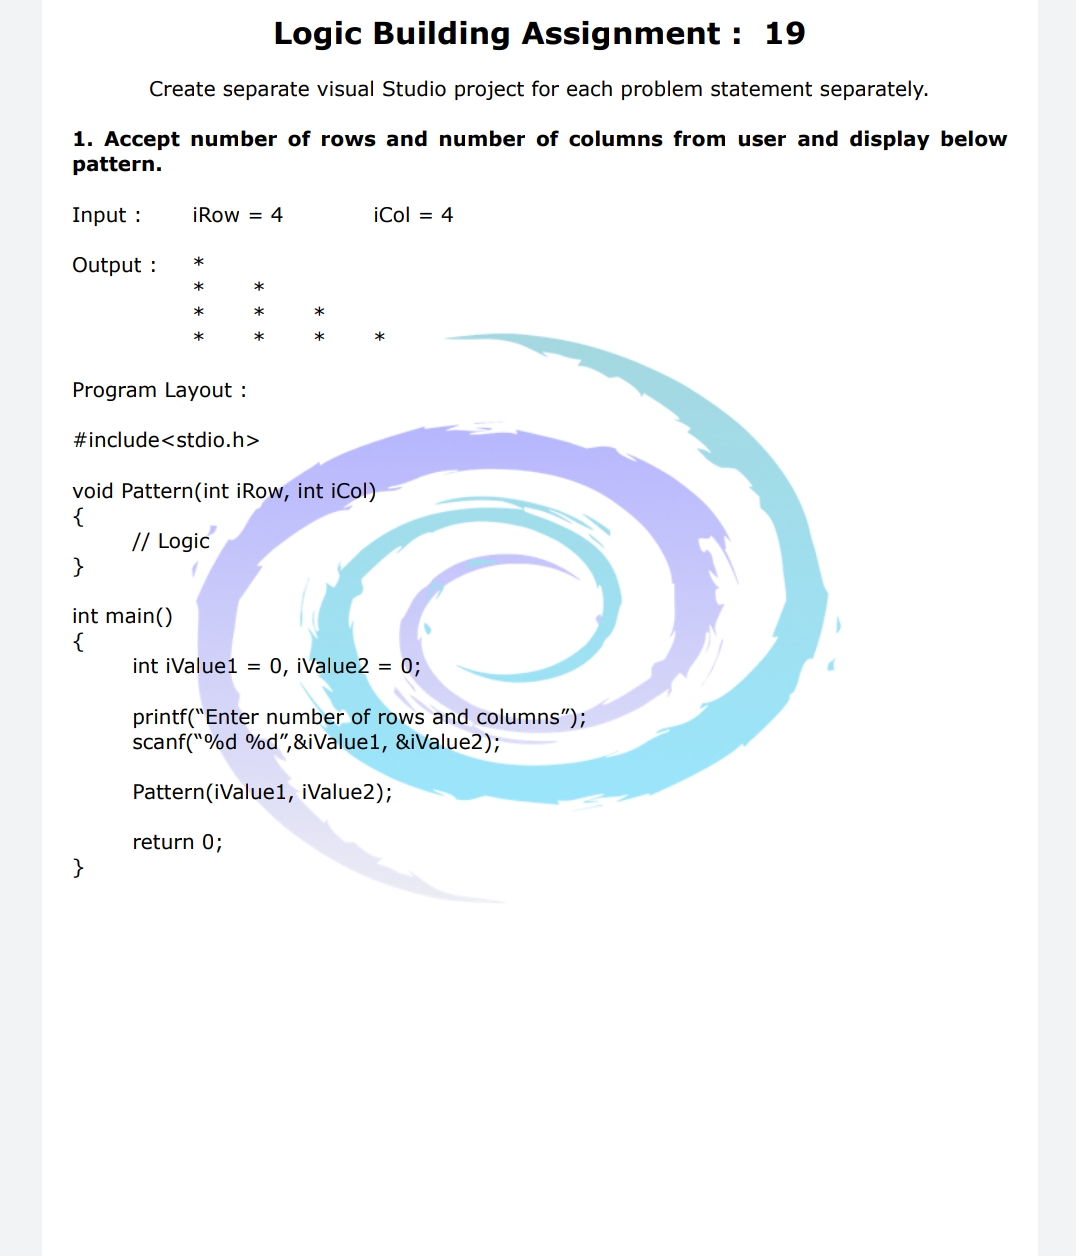 Logic Building Assignment : 19
Create separate visual Studio project for each problem statement separately.
1. Accept number of rows and number of columns from user and display below
pattern.
Input : iRow = 4 iCol = 4
Output : *
* *
* * *
* * * *
Program Layout :
#include<stdio.h>
void Pattern(int iRow, int iCol)
{
// Logic
}
int main()
{
int iValue1 = 0, iValue2 = 0;
printf(“Enter number of rows and columns”);
scanf(“%d %d”,&iValue1, &iValue2);
Pattern(iValue1, iValue2);
return 0;
}